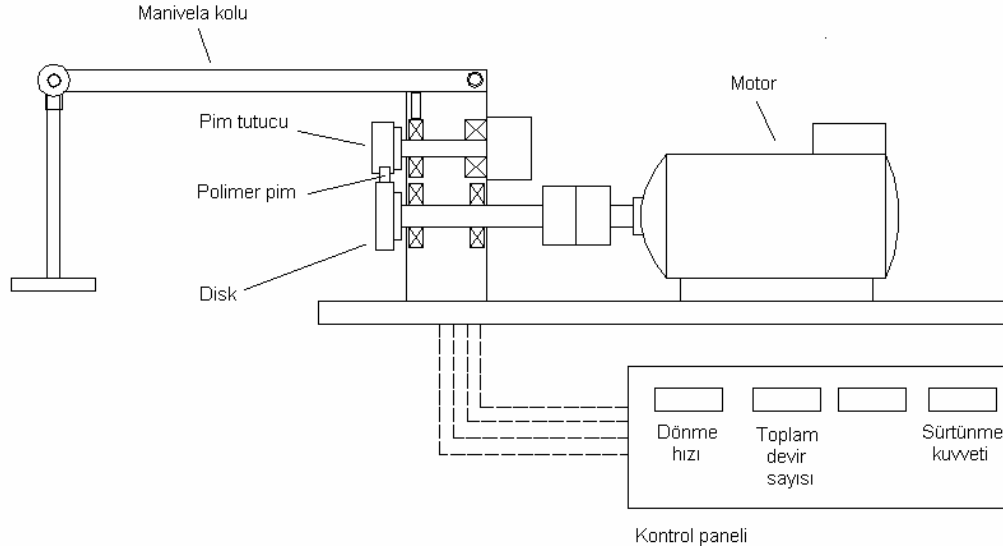 Manivela kolu
Motor
Pim tutucu
Polimer pim
Disk
Dönme
hızı
Toplam
devir
sayısı
Sürtünme
kuvveti
Kontrol paneli